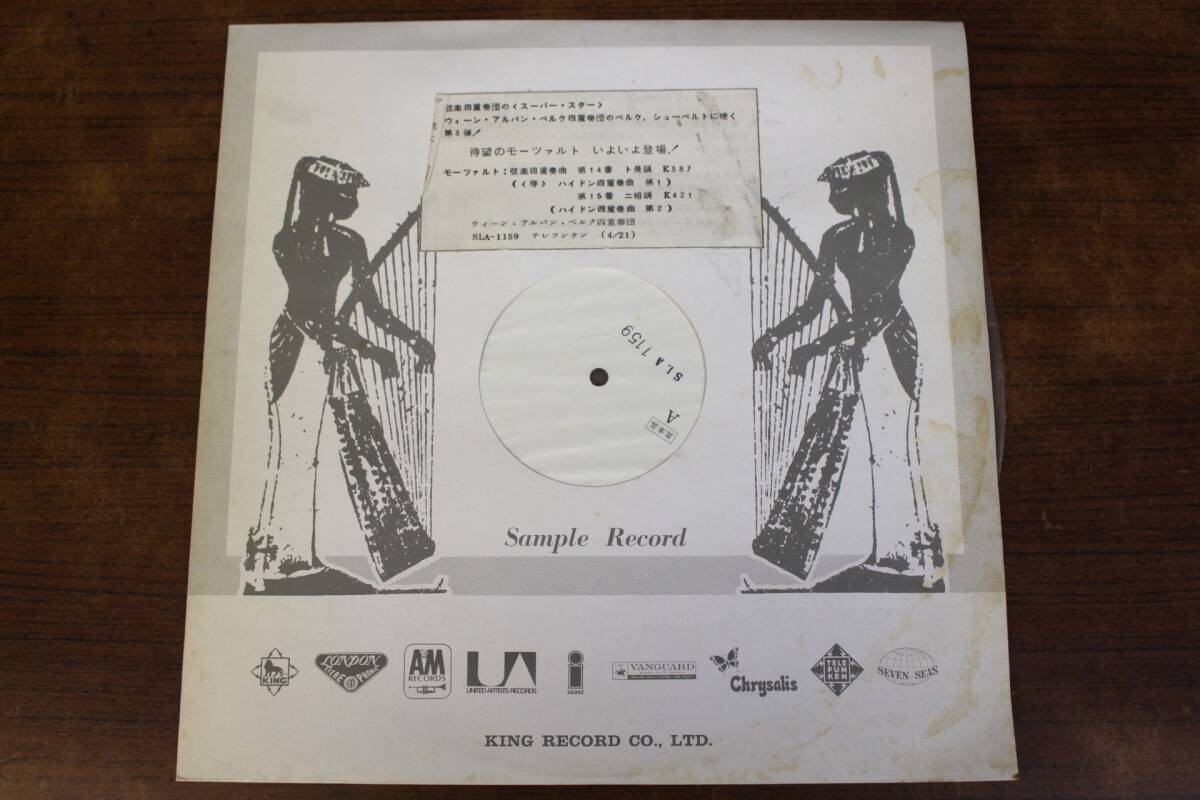 弦楽四重奏団の<スーパー・スター>
ウィーン・アルバン・ベルク四重奏団のベルク，シューベルトに続く
第3弾！
待望のモーツァルト いよいよ登場！
モーツァルト：弦楽四重奏曲 第14番 ト長調 K387
(<春> ハイドン四重奏曲 第1)
第15番 ニ短調 K421
(ハイドン四重奏曲 第2)
ウィーン・アルバン・ベルク四重奏団
SLA-1159 テレフンケン (4/21)
SLA 1159
A
見本盤
Sample Record
KING
LONDON
A&M RECORDS
UA
UNITED ARTISTS RECORDS
island
VANGUARD
Chrysalis
TELEFUNKEN
SEVEN SEAS
KING RECORD CO., LTD.